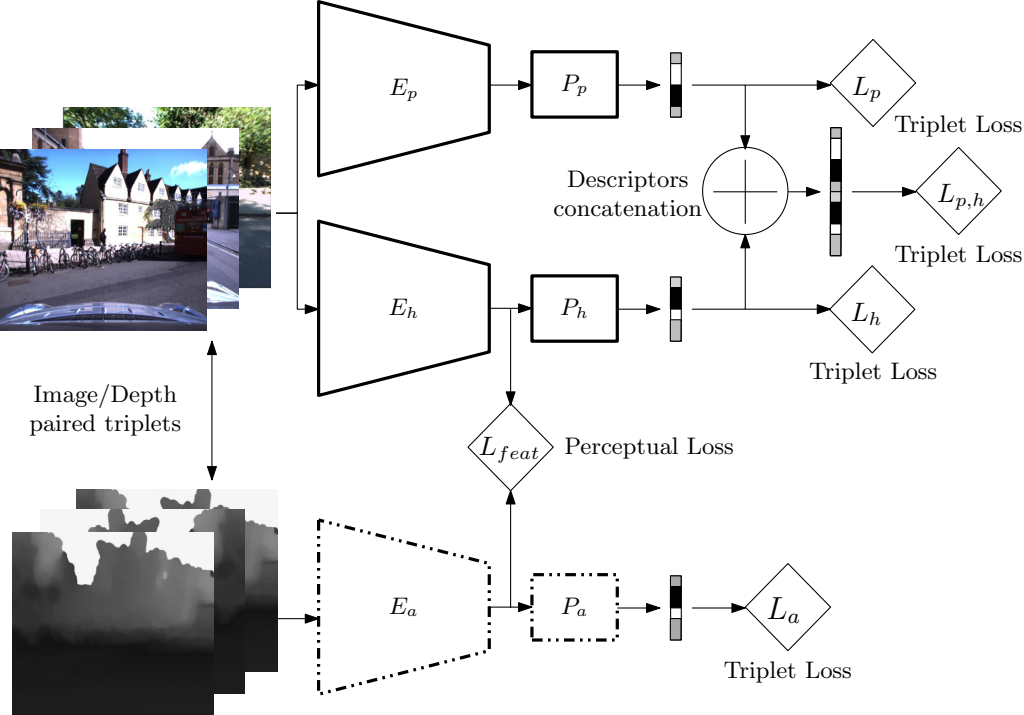 E_p
P_p
L_p
Triplet Loss
Descriptors
concatenation
L_{p,h}
Triplet Loss
E_h
P_h
L_h
Triplet Loss
Image/Depth
paired triplets
L_{feat}
Perceptual Loss
E_a
P_a
L_a
Triplet Loss